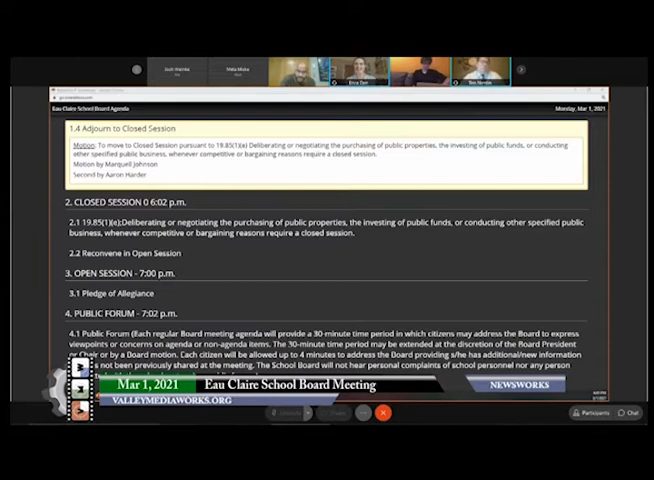 Scott Wernke
Melia Moua
Erica Zerr
Tim Nordin
Eau Claire School Board Agenda
Monday, Mar 1, 2021
1.4 Adjourn to Closed Session
Motion: To move to Closed Session pursuant to 19.85(1)(e) Deliberating or negotiating the purchasing of public properties, the investing of public funds, or conducting
other specified public business, whenever competitive or bargaining reasons require a closed session.
Motion by Marquell Johnson
Second by Aaron Harder
2. CLOSED SESSION 0 6:02 p.m.
2.1 19.85(1)(e);Deliberating or negotiating the purchasing of public properties, the investing of public funds, or conducting other specified public
business, whenever competitive or bargaining reasons require a closed session.
2.2 Reconvene in Open Session
3. OPEN SESSION - 7:00 p.m.
3.1 Pledge of Allegiance
4. PUBLIC FORUM - 7:02 p.m.
4.1 Public Forum (Each regular Board meeting agenda will provide a 30-minute time period in which citizens may address the Board to express
viewpoints or concerns on agenda or non-agenda items. The 30-minute time period may be extended at the discretion of the Board President
or Chair or by a Board motion. Each citizen will be allowed up to 4 minutes to address the Board providing s/he has additional/new information
not been previously shared at the meeting. The School Board will not hear personal complaints of school personnel nor any person
Mar 1, 2021
Eau Claire School Board Meeting
NEWSWORKS
VALLEYMEDIAWORKS.ORG
Participants
Chat